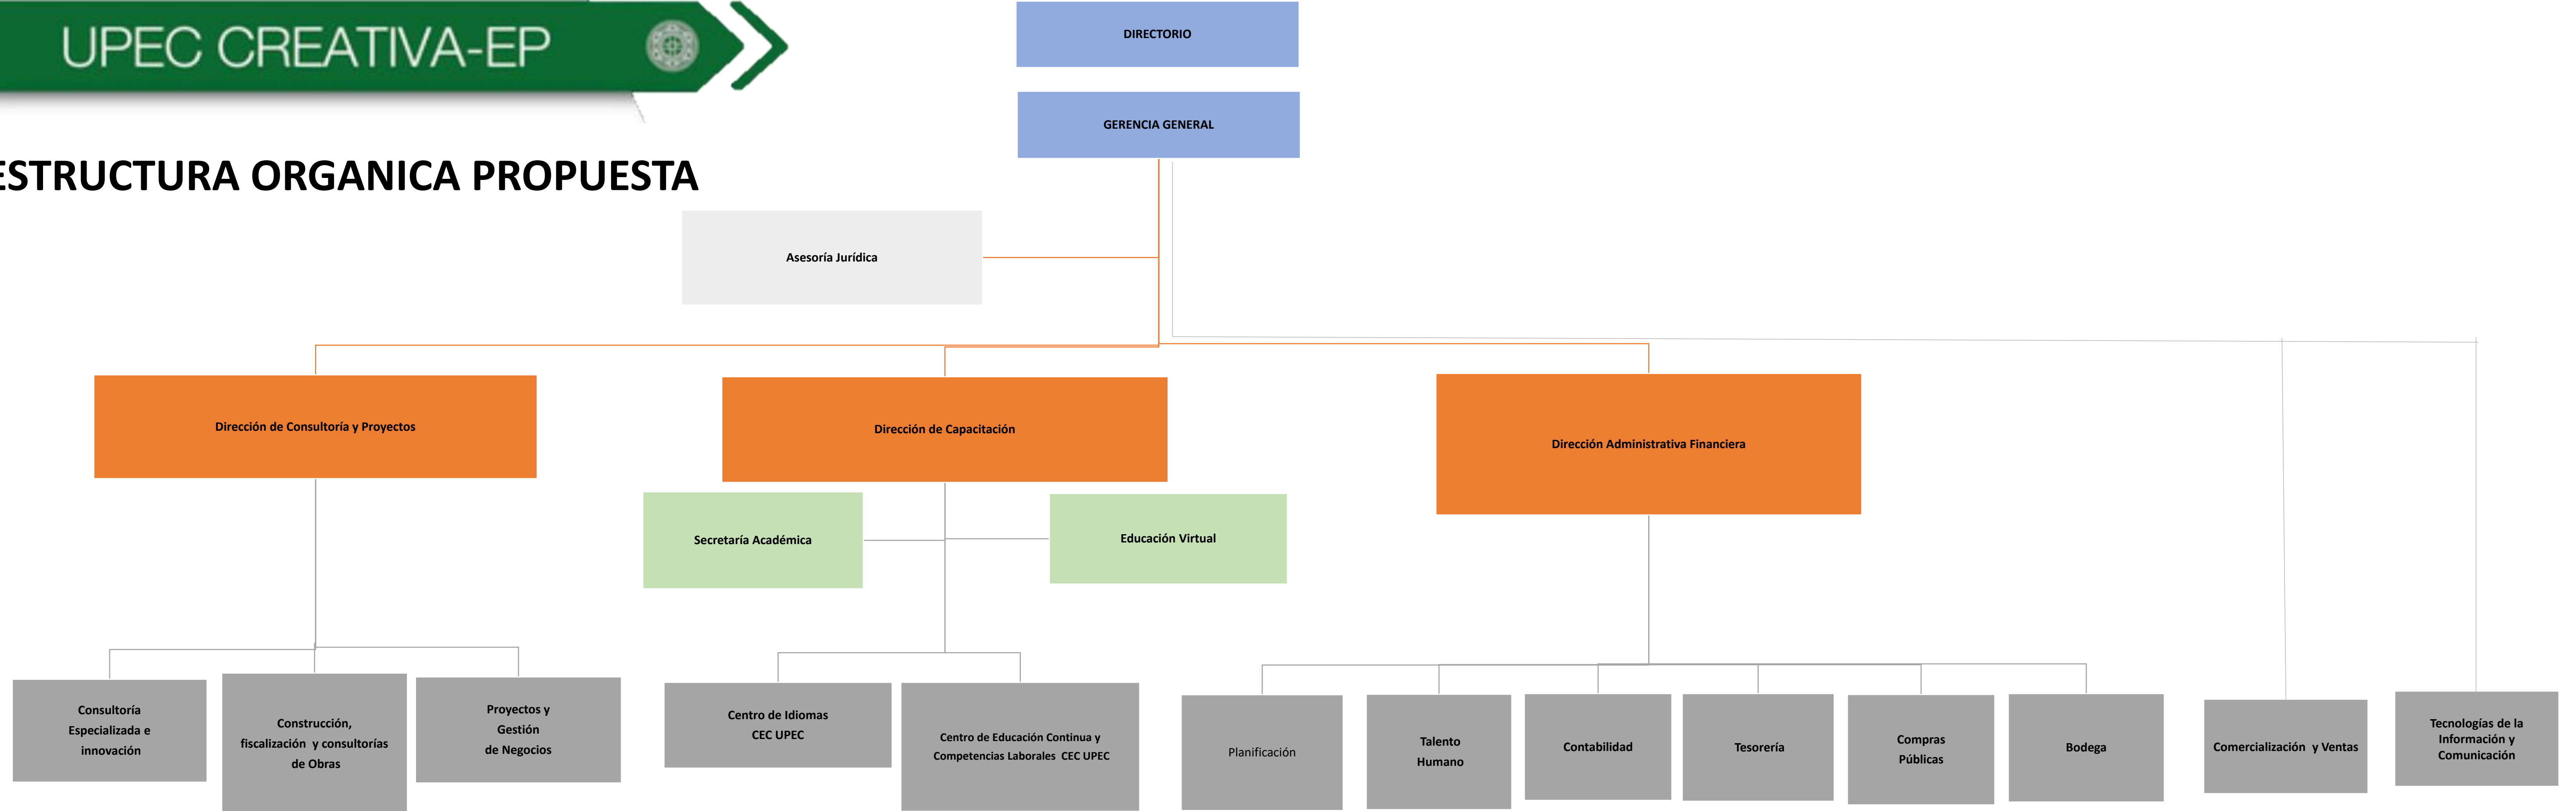 UPEC CREATIVA-EP
DIRECTORIO
GERENCIA GENERAL
ESTRUCTURA ORGANICA PROPUESTA
Asesoría Jurídica
Dirección de Consultoría y Proyectos
Dirección de Capacitación
Dirección Administrativa Financiera
Secretaría Académica
Educación Virtual
Consultoría
Especializada e
innovación
Construcción,
fiscalización y consultorías
de Obras
Proyectos y
Gestión
de Negocios
Centro de Idiomas
CEC UPEC
Centro de Educación Continua y
Competencias Laborales CEC UPEC
Planificación
Talento
Humano
Contabilidad
Tesorería
Compras
Públicas
Bodega
Comercialización y Ventas
Tecnologías de la
Información y
Comunicación